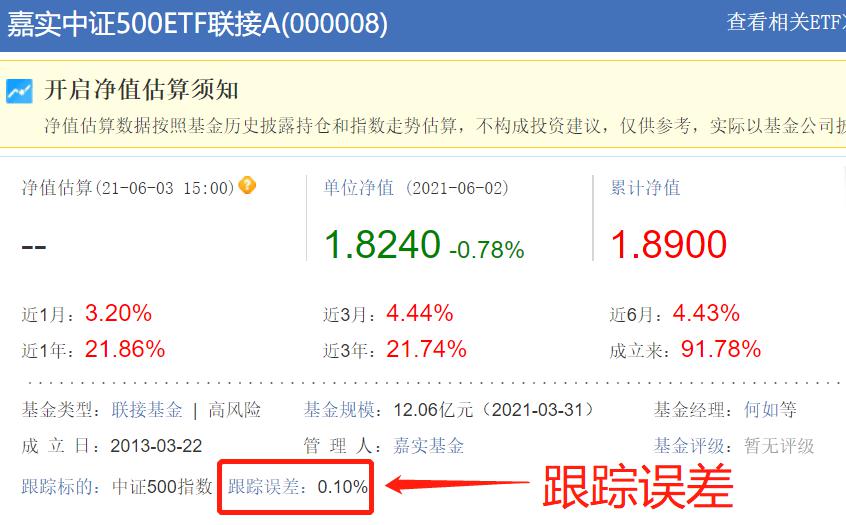 嘉实中证500ETF联接A(000008) 查看相关ETF
开启净值估算须知
净值估算数据按照基金历史披露持仓和指数走势估算，不构成投资建议，仅供参考，实际以基金公司披
净值估算(21-06-03 15:00) 单位净值 (2021-06-02) 累计净值
-- 1.8240 -0.78% 1.8900
近1月：3.20% 近3月：4.44% 近6月：4.43%
近1年：21.86% 近3年：21.74% 成立来：91.78%
基金类型：联接基金 | 高风险 基金规模：12.06亿元（2021-03-31） 基金经理：何如等
成 立 日：2013-03-22 管 理 人：嘉实基金 基金评级：暂无评级
跟踪标的：中证500指数 跟踪误差：0.10% 跟踪误差